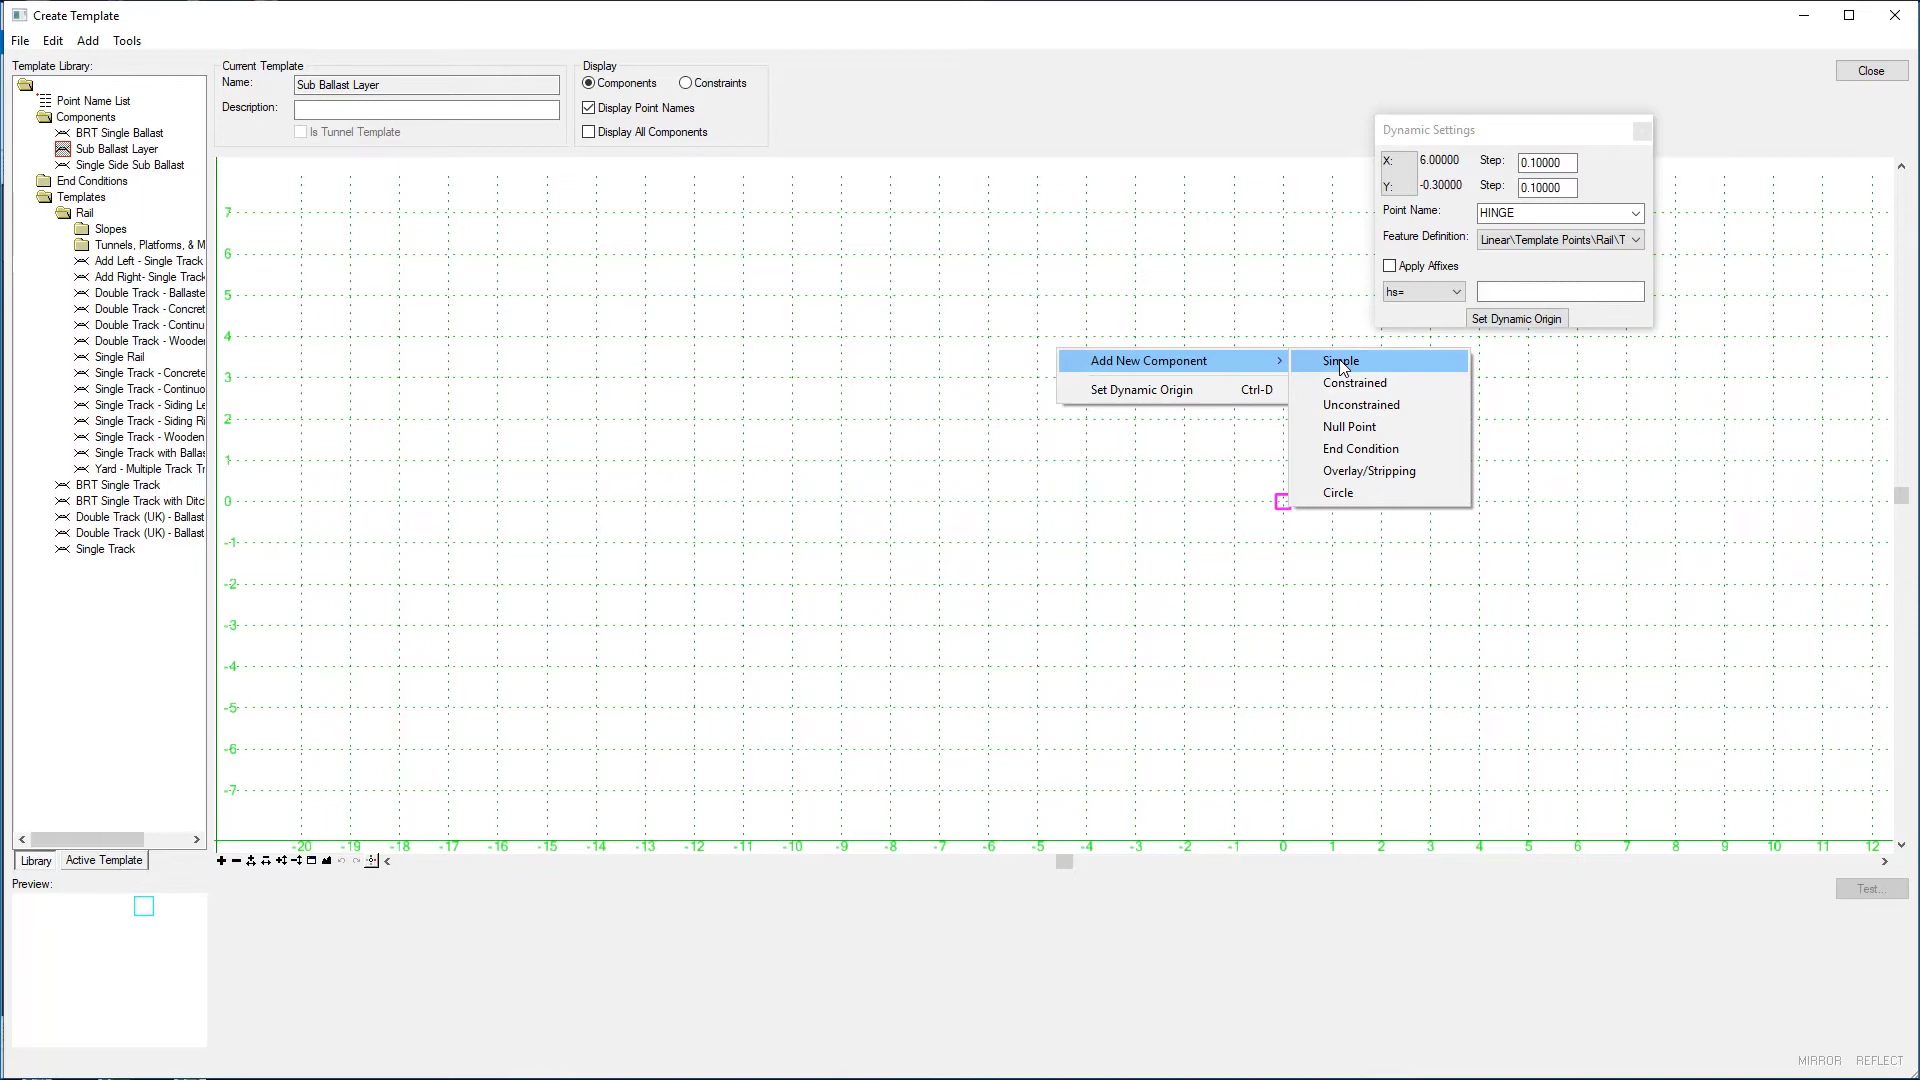 Create Template
File Edit Add Tools
Template Library:
Point Name List
Components
BRT Single Ballast
Sub Ballast Layer
Single Side Sub Ballast
End Conditions
Templates
Rail
Slopes
Tunnels, Platforms, & M
Add Left - Single Track
Add Right- Single Track
Double Track - Ballaste
Double Track - Concret
Double Track - Continu
Double Track - Wooder
Single Rail
Single Track - Concrete
Single Track - Continuo
Single Track - Siding Le
Single Track - Siding Ri
Single Track - Wooden
Single Track with Ballas
Yard - Multiple Track Tr
BRT Single Track
BRT Single Track with Ditc
Double Track (UK) - Ballast
Double Track (UK) - Ballast
Single Track
Library Active Template
Preview:
Current Template
Name: Sub Ballast Layer
Description:
Is Tunnel Template
Display
Components Constraints
Display Point Names
Display All Components
Close
Dynamic Settings
X: 6.00000 Step: 0.10000
Y: -0.30000 Step: 0.10000
Point Name: HINGE
Feature Definition: Linear\Template Points\Rail\T
Apply Affixes
hs=
Set Dynamic Origin
Add New Component
Set Dynamic Origin Ctrl-D
Simple
Constrained
Unconstrained
Null Point
End Condition
Overlay/Stripping
Circle
7
6
5
4
3
2
1
0
-1
-2
-3
-4
-5
-6
-7
-20 -19 -18 -17 -16 -15 -14 -13 -12 -11 -10 -9 -8 -7 -6 -5 -4 -3 -2 -1 0 1 2 3 4 5 6 7 8 9 10 11 12
Test...
MIRROR REFLECT